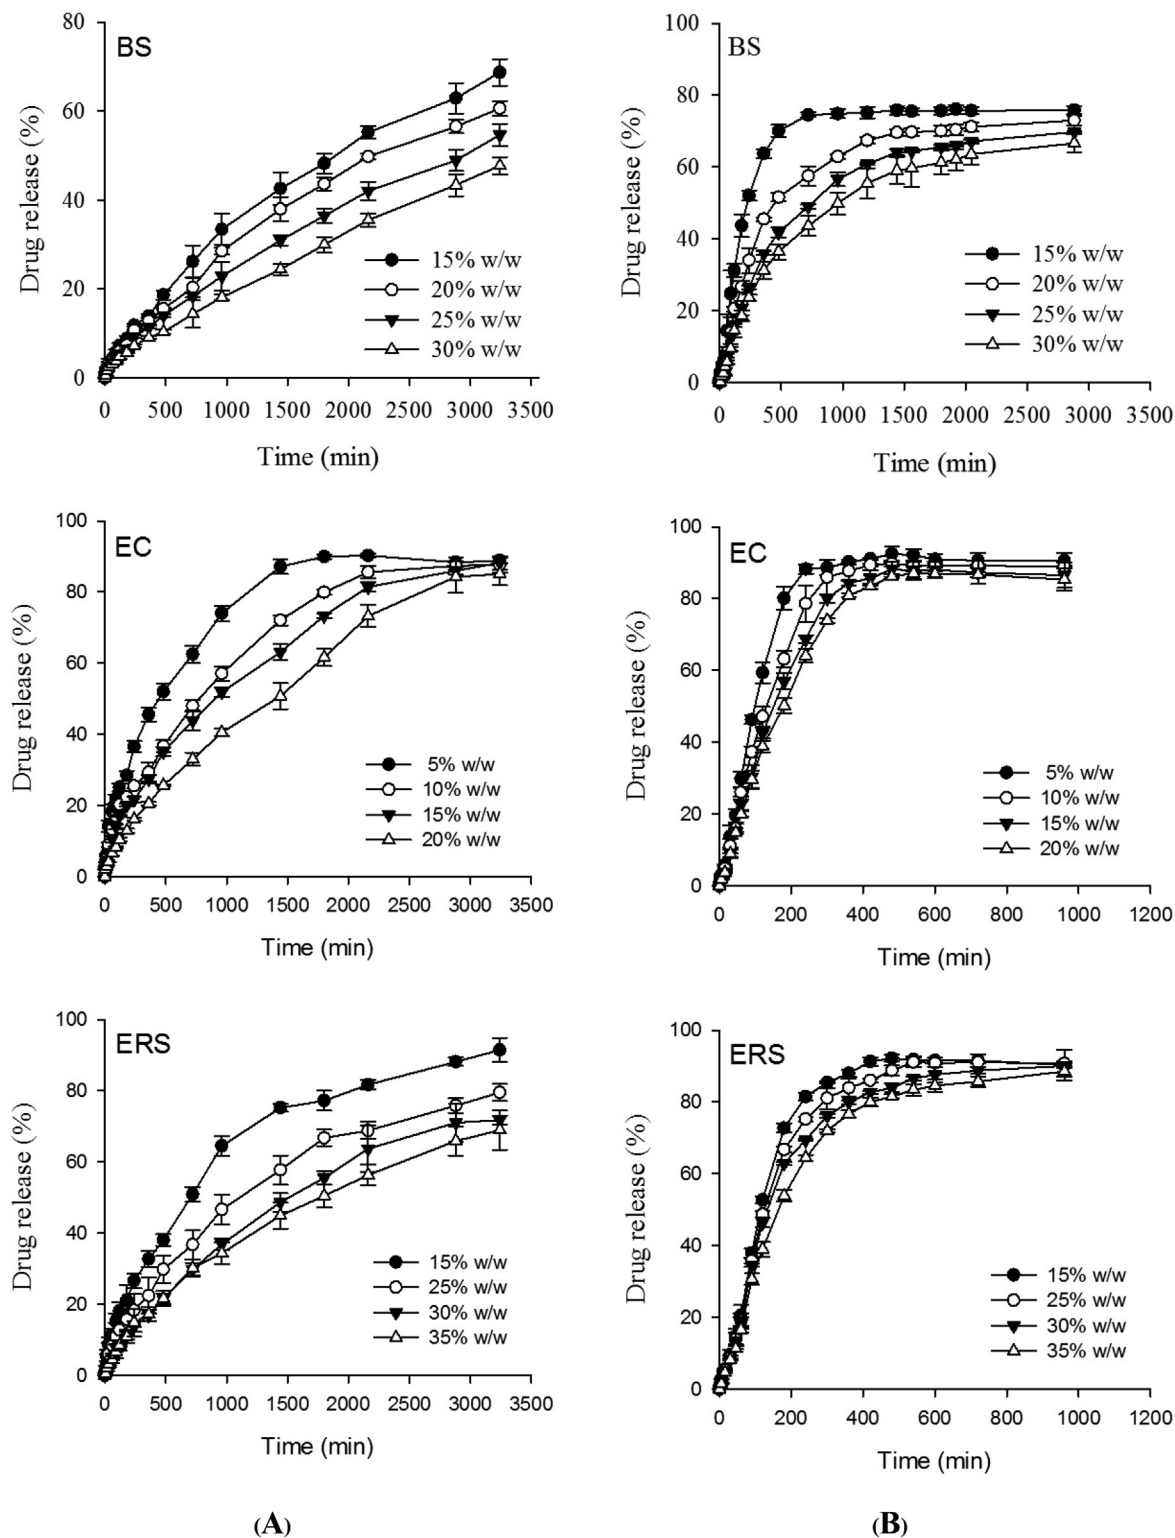 BS
Drug release (%)
80
60
40
20
0
15% w/w
20% w/w
25% w/w
30% w/w
0 500 1000 1500 2000 2500 3000 3500
Time (min)
BS
Drug release (%)
100
80
60
40
20
0
15% w/w
20% w/w
25% w/w
30% w/w
0 500 1000 1500 2000 2500 3000 3500
Time (min)
EC
Drug release (%)
100
80
60
40
20
0
5% w/w
10% w/w
15% w/w
20% w/w
0 500 1000 1500 2000 2500 3000 3500
Time (min)
EC
Drug release (%)
100
80
60
40
20
0
5% w/w
10% w/w
15% w/w
20% w/w
0 200 400 600 800 1000 1200
Time (min)
ERS
Drug release (%)
100
80
60
40
20
0
15% w/w
25% w/w
30% w/w
35% w/w
0 500 1000 1500 2000 2500 3000 3500
Time (min)
ERS
Drug release (%)
100
80
60
40
20
0
15% w/w
25% w/w
30% w/w
35% w/w
0 200 400 600 800 1000 1200
Time (min)
(A)
(B)